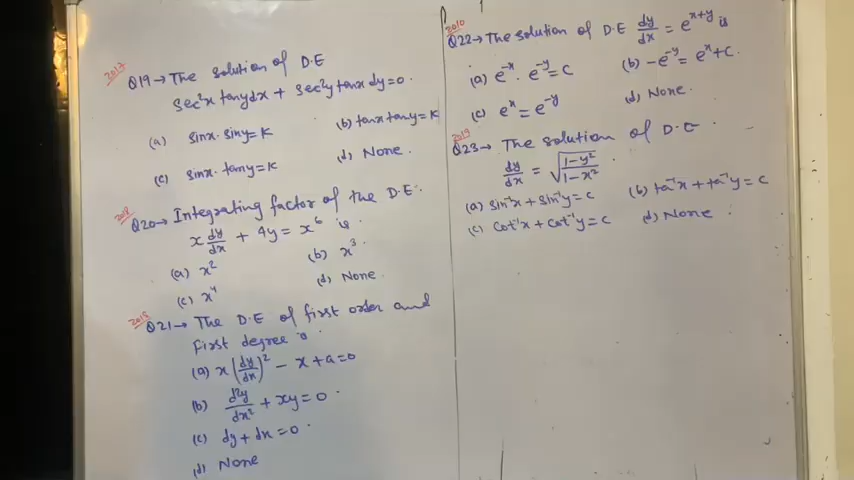 2017
Q19→ The solution of D.E
sec²x tany dx + sec²y tanx dy = 0.
(a) sinx. siny = K
(b) tanx tany = K
(c) sinx. tany = K
(d) None.
2018
Q20→ Integrating factor of the D.E.
x dy/dx + 4y = x⁶ is
(a) x²
(b) x³.
(c) x⁴
(d) None
2015
Q21→ The D.E of first order and
first degree is
(a) x(dy/dx)² - x + a = 0
(b) d²y/dx² + xy = 0.
(c) dy + dx = 0.
(d) None
2010
Q22→ The solution of D.E dy/dx = e^(x+y) is
(a) e^-x . e^-y = C
(b) -e^-y = e^x + C.
(c) e^x = e^-y
(d) None.
2019
Q23→ The solution of D.E
dy/dx = √(1-y²/1-x²) .
(a) sin⁻¹x + sin⁻¹y = c
(b) ta⁻¹x + ta⁻¹y = c
(c) cot⁻¹x + cot⁻¹y = c
(d) None